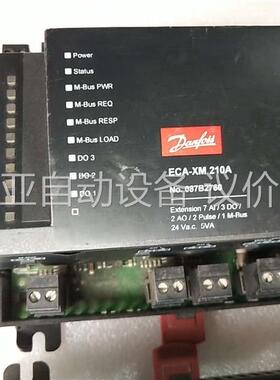 Power
Status
M-Bus PWR
M-Bus REQ
M-Bus RESP
M-Bus LOAD
DO 3
DO 2
DO 1
Danfoss
ECA-XM 210A
No. 087B2760
Extension 7 AI / 3 DO /
2 AO / 2 Pulse / 1 M-Bus
24 Va.c. 5VA
亚自动设备 议价